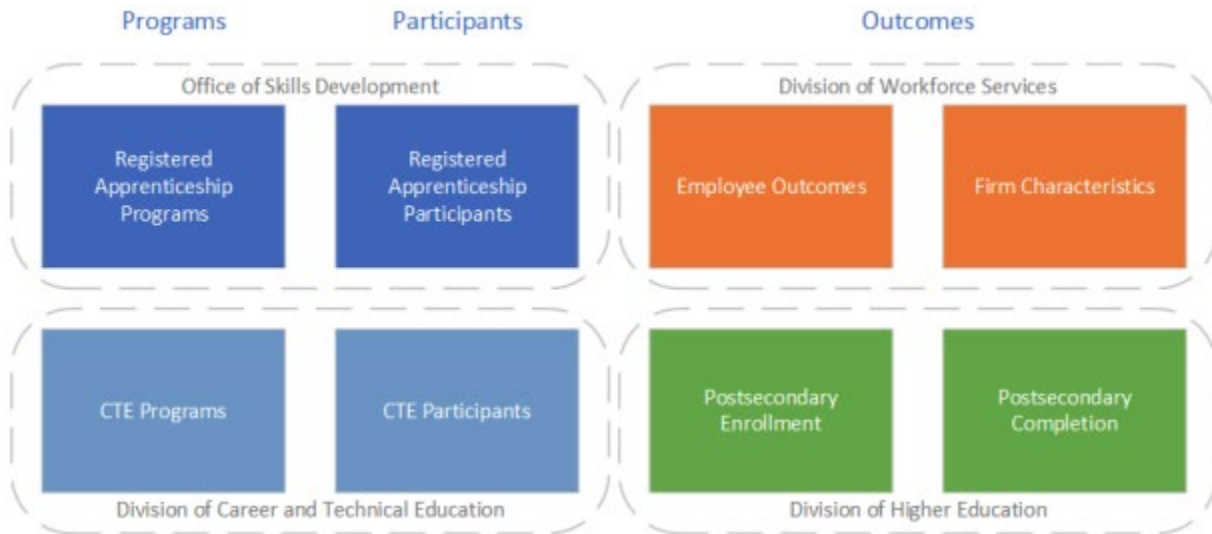 Programs
Participants
Outcomes
Office of Skills Development
Division of Workforce Services
Registered
Apprenticeship
Programs
Registered
Apprenticeship
Participants
Employee Outcomes
Firm Characteristics
CTE Programs
CTE Participants
Postsecondary
Enrollment
Postsecondary
Completion
Division of Career and Technical Education
Division of Higher Education